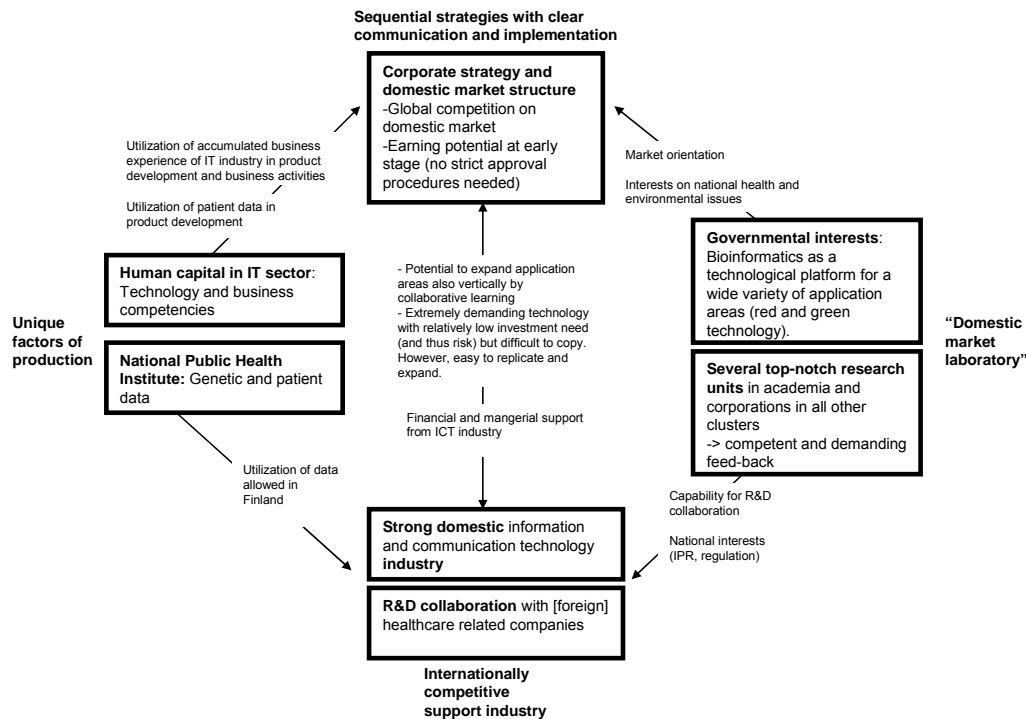 Sequential strategies with clear
communication and implementation
Corporate strategy and
domestic market structure
-Global competition on
domestic market
-Earning potential at early
stage (no strict approval
procedures needed)
Utilization of accumulated business
experience of IT industry in product
development and business activities
Utilization of patient data in
product development
Market orientation
Interests on national health and
environmental issues
Human capital in IT sector:
Technology and business
competencies
National Public Health
Institute: Genetic and patient
data
Unique
factors of
production
- Potential to expand application
areas also vertically by
collaborative learning
- Extremely demanding technology
with relatively low investment need
(and thus risk) but difficult to copy.
However, easy to replicate and
expand.
Financial and mangerial support
from ICT industry
Governmental interests:
Bioinformatics as a
technological platform for a
wide variety of application
areas (red and green
technology).
Several top-notch research
units in academia and
corporations in all other
clusters
-> competent and demanding
feed-back
“Domestic
market
laboratory”
Utilization of data
allowed in
Finland
Capability for R&D
collaboration
National interests
(IPR, regulation)
Strong domestic information
and communication technology
industry
R&D collaboration with [foreign]
healthcare related companies
Internationally
competitive
support industry